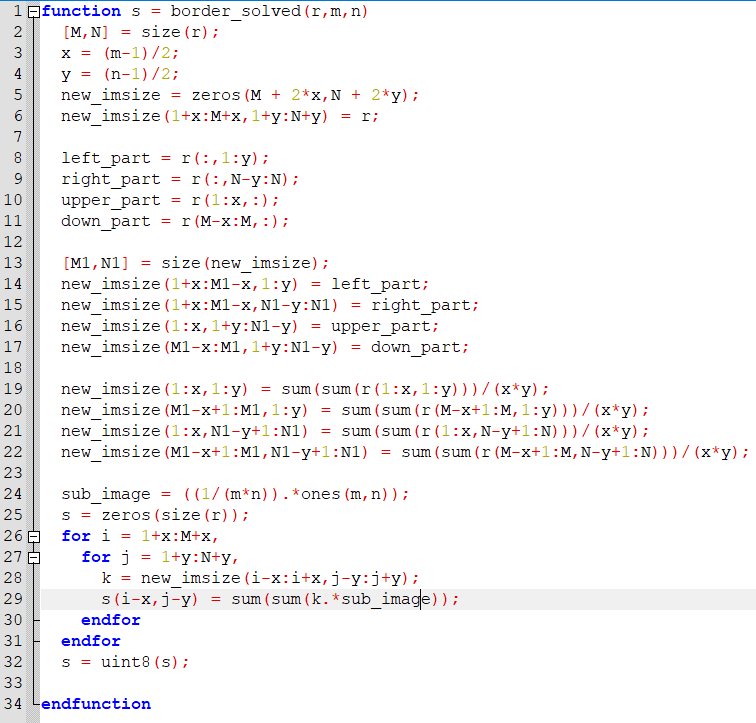 1 function s = border_solved(r,m,n)
2 [M,N] = size(r);
3 x = (m-1)/2;
4 y = (n-1)/2;
5 new_imsize = zeros(M + 2*x,N + 2*y);
6 new_imsize(1+x:M+x,1+y:N+y) = r;
7
8 left_part = r(:,1:y);
9 right_part = r(:,N-y:N);
10 upper_part = r(1:x,:);
11 down_part = r(M-x:M,:);
12
13 [M1,N1] = size(new_imsize);
14 new_imsize(1+x:M1-x,1:y) = left_part;
15 new_imsize(1+x:M1-x,N1-y:N1) = right_part;
16 new_imsize(1:x,1+y:N1-y) = upper_part;
17 new_imsize(M1-x:M1,1+y:N1-y) = down_part;
18
19 new_imsize(1:x,1:y) = sum(sum(r(1:x,1:y)))/(x*y);
20 new_imsize(M1-x+1:M1,1:y) = sum(sum(r(M-x+1:M,1:y)))/(x*y);
21 new_imsize(1:x,N1-y+1:N1) = sum(sum(r(1:x,N-y+1:N)))/(x*y);
22 new_imsize(M1-x+1:M1,N1-y+1:N1) = sum(sum(r(M-x+1:M,N-y+1:N)))/(x*y);
23
24 sub_image = ((1/(m*n)).*ones(m,n));
25 s = zeros(size(r));
26 for i = 1+x:M+x,
27 for j = 1+y:N+y,
28 k = new_imsize(i-x:i+x,j-y:j+y);
29 s(i-x,j-y) = sum(sum(k.*sub_image));
30 endfor
31 endfor
32 s = uint8(s);
33
34 endfunction